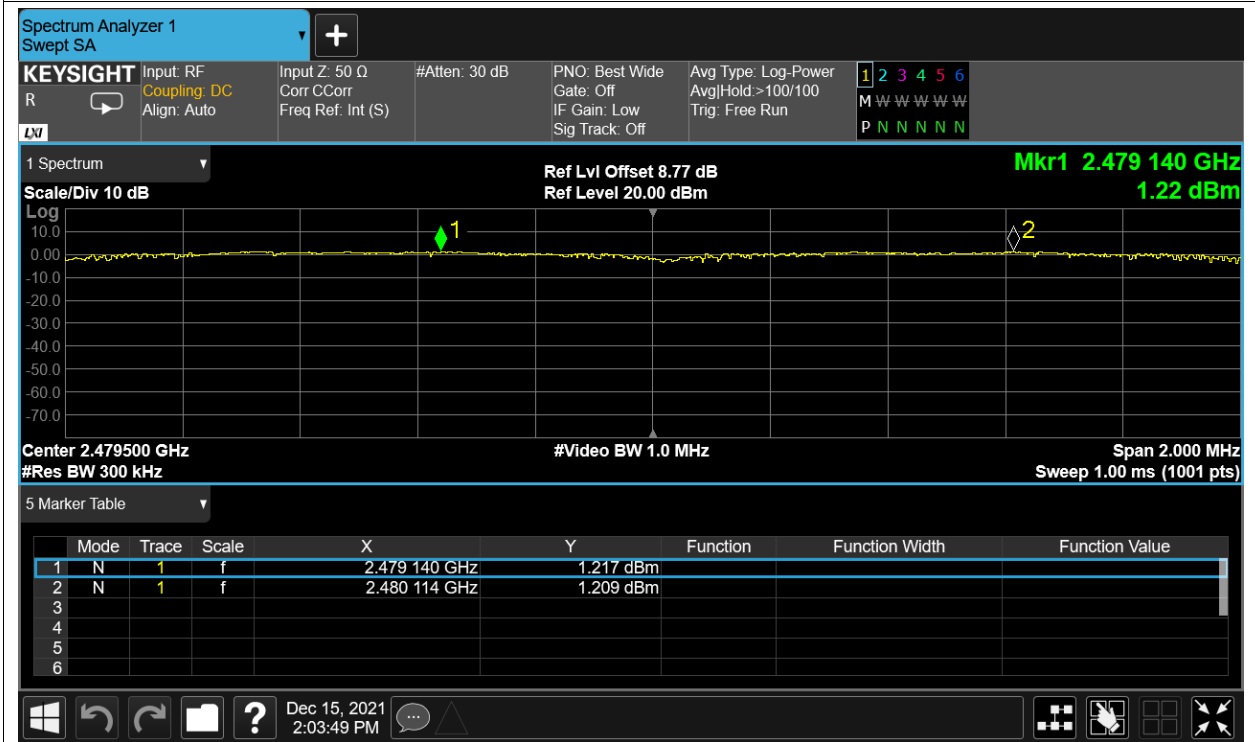 Spectrum Analyzer 1
Swept SA
KEYSIGHT Input: RF Input Z: 50 Ω #Atten: 30 dB PNO: Best Wide Avg Type: Log-Power 1 2 3 4 5 6
R Coupling: DC Corr CCorr Gate: Off Avg|Hold:>100/100 M W W W W W
Align: Auto Freq Ref: Int (S) IF Gain: Low Trig: Free Run
LXI Sig Track: Off P N N N N N
1 Spectrum Ref Lvl Offset 8.77 dB Mkr1 2.479 140 GHz
Scale/Div 10 dB Ref Level 20.00 dBm 1.22 dBm
Log
10.0 1 2
0.00
-10.0
-20.0
-30.0
-40.0
-50.0
-60.0
-70.0
Center 2.479500 GHz #Video BW 1.0 MHz Span 2.000 MHz
#Res BW 300 kHz Sweep 1.00 ms (1001 pts)
5 Marker Table
Mode Trace Scale X Y Function Function Width Function Value
1 N 1 f 2.479 140 GHz 1.217 dBm
2 N 1 f 2.480 114 GHz 1.209 dBm
3
4
5
6
? Dec 15, 2021
2:03:49 PM